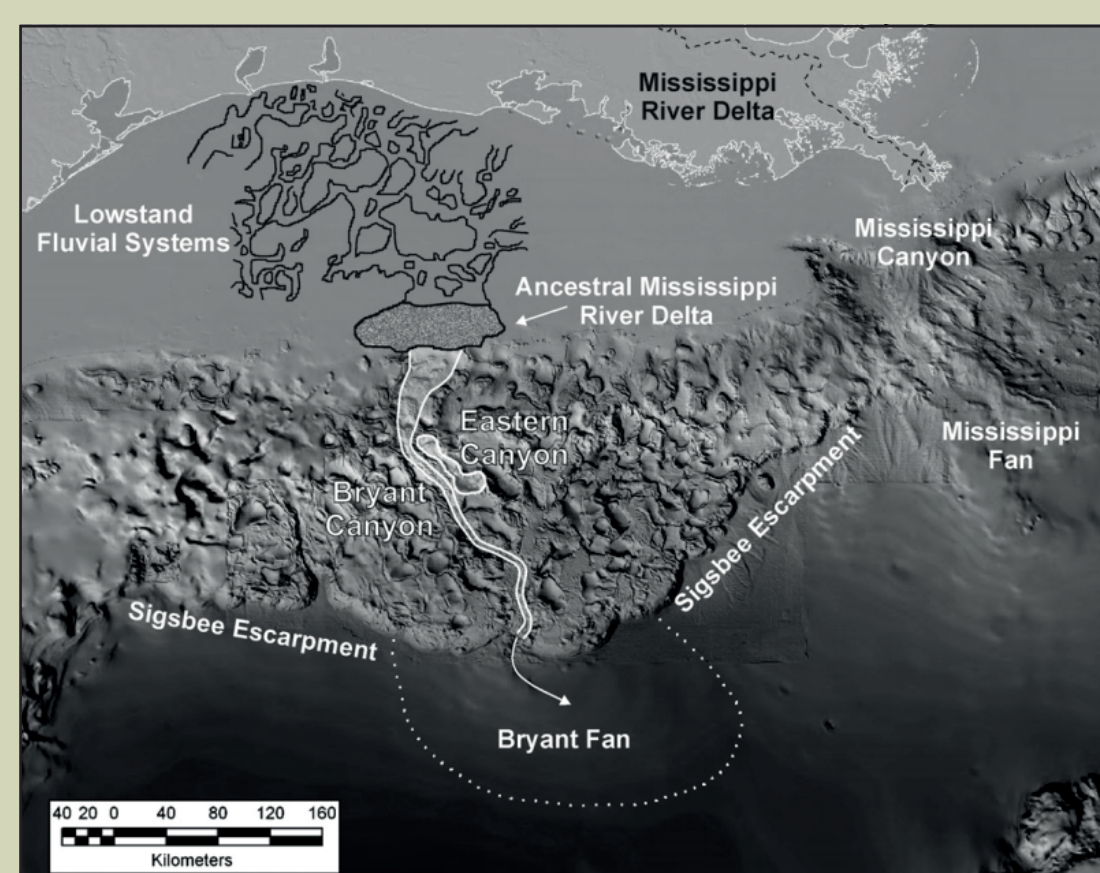 Mississippi
River Delta
Lowstand
Fluvial Systems
Mississippi
Canyon
Ancestral Mississippi
River Delta
Eastern
Canyon
Mississippi
Fan
Bryant
Canyon
Sigsbee Escarpment
Sigsbee Escarpment
Bryant Fan
40 20 0 40 80 120 160
Kilometers